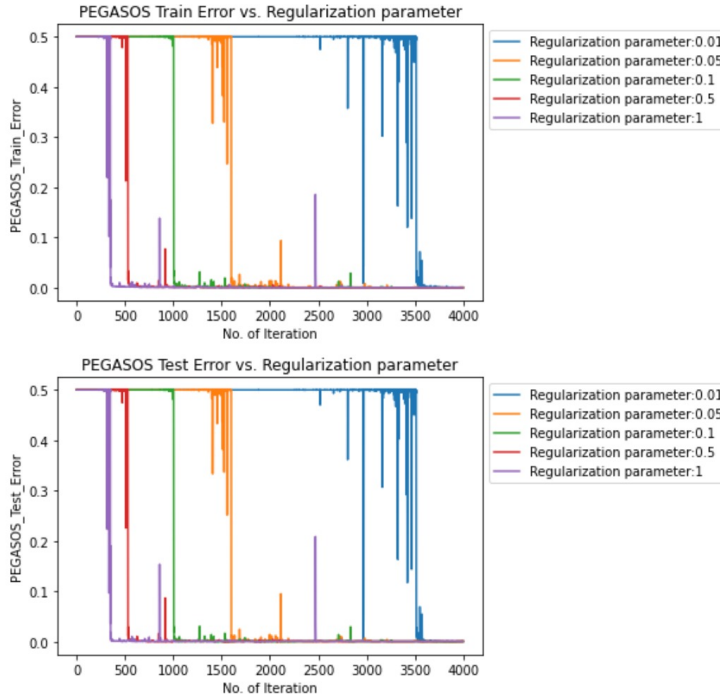 PEGASOS Train Error vs. Regularization parameter
0.5
0.4
0.3
0.2
0.1
0.0
PEGASOS_Train_Error
0 500 1000 1500 2000 2500 3000 3500 4000
No. of Iteration
Regularization parameter:0.01
Regularization parameter:0.05
Regularization parameter:0.1
Regularization parameter:0.5
Regularization parameter:1
PEGASOS Test Error vs. Regularization parameter
0.5
0.4
0.3
0.2
0.1
0.0
PEGASOS_Test_Error
0 500 1000 1500 2000 2500 3000 3500 4000
No. of Iteration
Regularization parameter:0.01
Regularization parameter:0.05
Regularization parameter:0.1
Regularization parameter:0.5
Regularization parameter:1